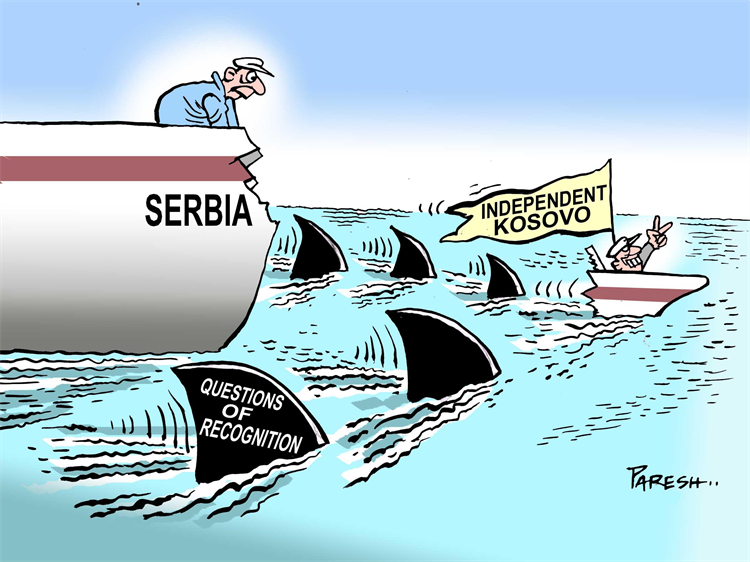 SERBIA
INDEPENDENT
KOSOVO
QUESTIONS
OF
RECOGNITION
PARESH..